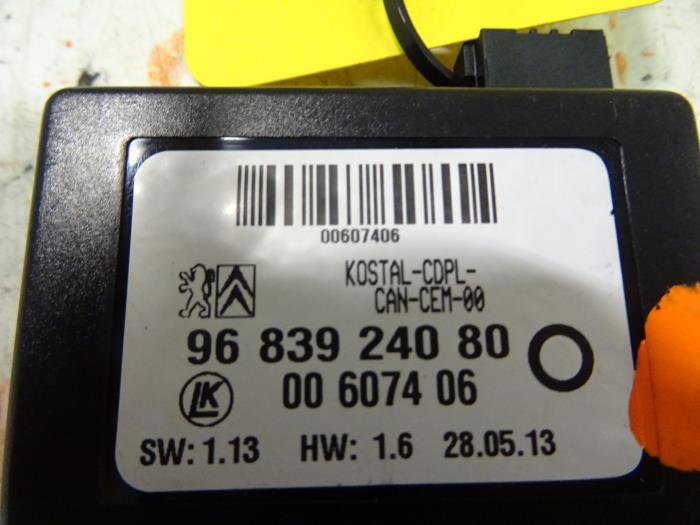 00607406
KOSTAL-CDPL-
CAN-CEM-00
96 839 240 80
00 6074 06
LK
SW: 1.13 HW: 1.6 28.05.13